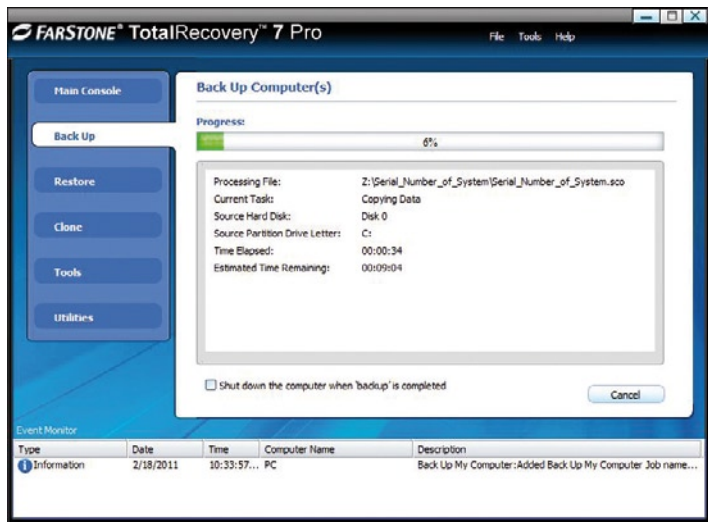 FARSTONE® TotalRecovery™ 7 Pro
File Tools Help
Main Console
Back Up
Restore
Clone
Tools
Utilities
Back Up Computer(s)
Progress:
6%
Processing File: Z:\Serial_Number_of_System\Serial_Number_of_System.sco
Current Task: Copying Data
Source Hard Disk: Disk 0
Source Partition Drive Letter: C:
Time Elapsed: 00:00:34
Estimated Time Remaining: 00:09:04
Shut down the computer when 'backup' is completed
Cancel
Event Monitor
Type Date Time Computer Name Description
Information 2/18/2011 10:33:57... PC Back Up My Computer:Added Back Up My Computer Job name...